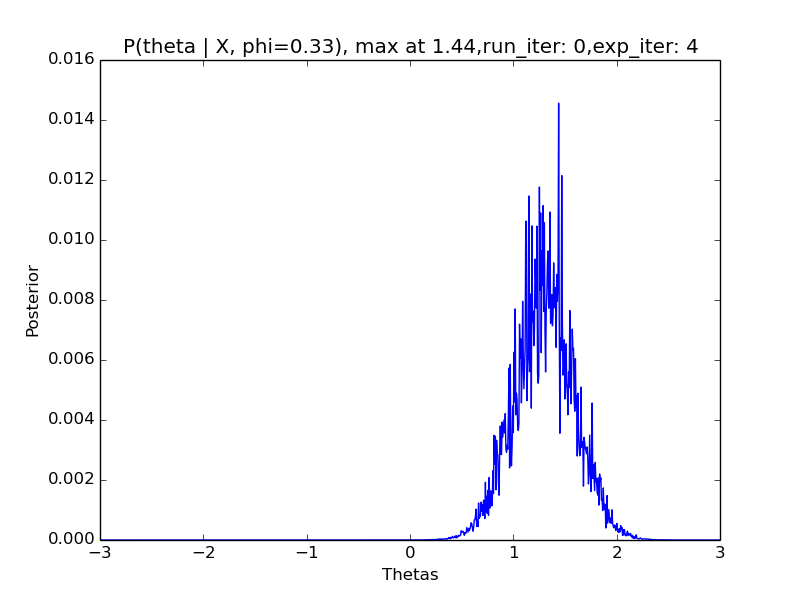 P(theta | X, phi=0.33), max at 1.44,run_iter: 0,exp_iter: 4
0.016
0.014
0.012
0.010
0.008
0.006
0.004
0.002
0.000
Posterior
−3 −2 −1 0 1 2 3
Thetas